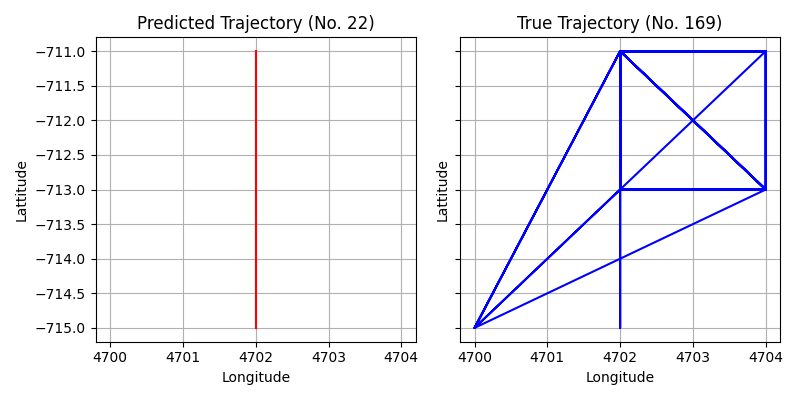 Predicted Trajectory (No. 22)
True Trajectory (No. 169)
−711.0
−711.5
−712.0
−712.5
−713.0
−713.5
−714.0
−714.5
−715.0
Lattitude
Lattitude
4700 4701 4702 4703 4704
4700 4701 4702 4703 4704
Longitude
Longitude